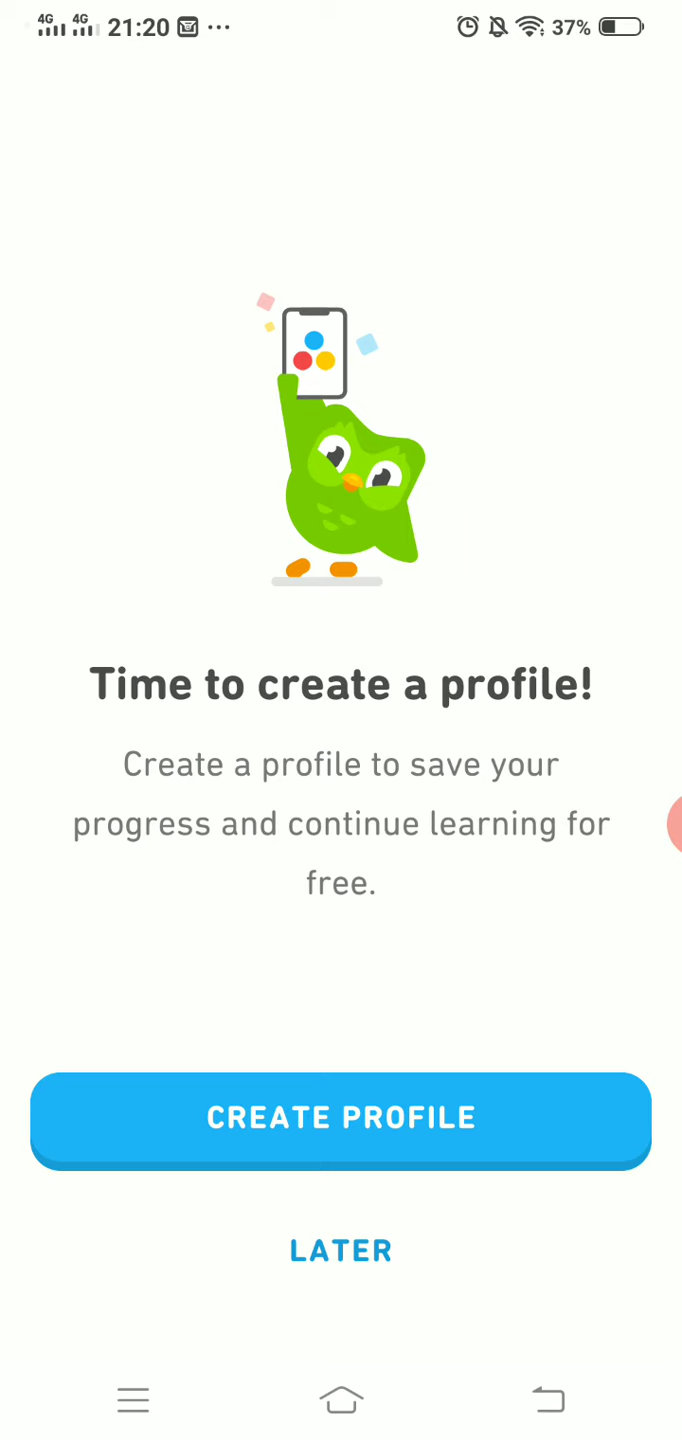 4G 4G 21:20 ... 37%
Time to create a profile!
Create a profile to save your
progress and continue learning for
free.
CREATE PROFILE
LATER